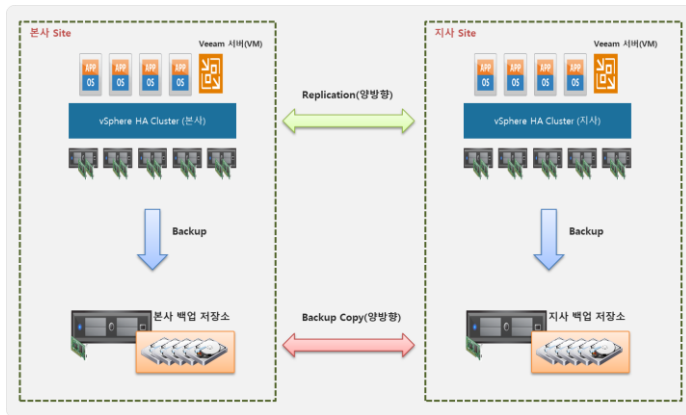 본사 Site
Veeam 서버(VM)
APP
OS
APP
OS
APP
OS
APP
OS
vSphere HA Cluster (본사)
Backup
본사 백업 저장소
Replication(양방향)
Backup Copy(양방향)
지사 Site
Veeam 서버(VM)
APP
OS
APP
OS
APP
OS
APP
OS
vSphere HA Cluster (지사)
Backup
지사 백업 저장소